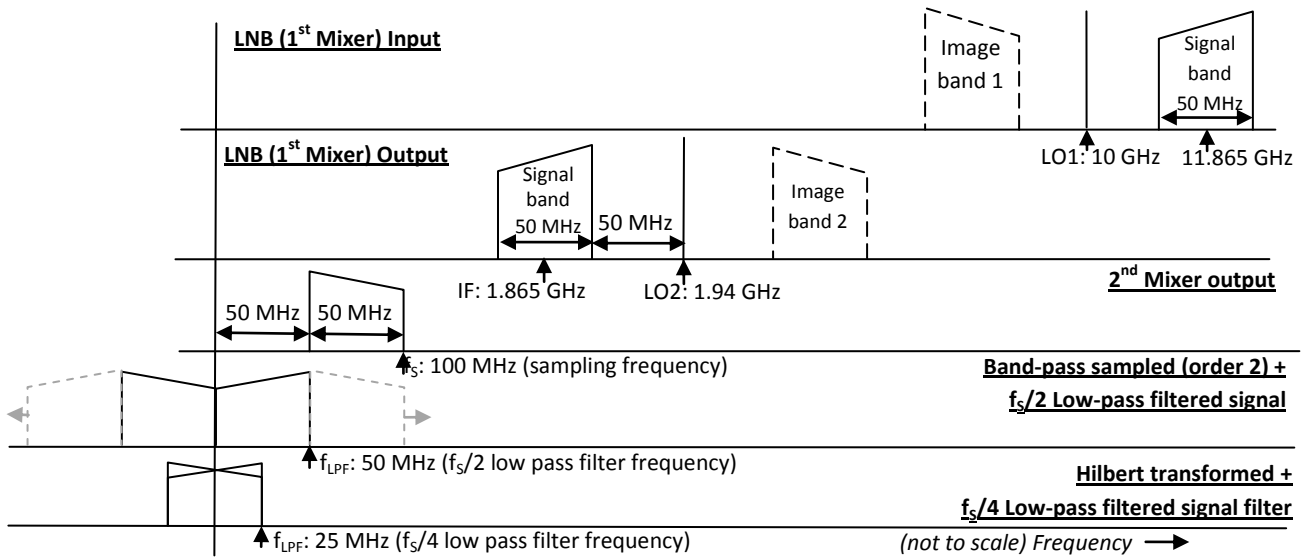 LNB (1st Mixer) Input
Image
band 1
Signal
band
50 MHz
LO1: 10 GHz
11.865 GHz
LNB (1st Mixer) Output
Signal
band
50 MHz
50 MHz
Image
band 2
IF: 1.865 GHz
LO2: 1.94 GHz
2nd Mixer output
50 MHz
50 MHz
fS: 100 MHz (sampling frequency)
Band-pass sampled (order 2) +
fS/2 Low-pass filtered signal
fLPF: 50 MHz (fS/2 low pass filter frequency)
Hilbert transformed +
fS/4 Low-pass filtered signal filter
fLPF: 25 MHz (fS/4 low pass filter Frequency)
(not to scale) Frequency